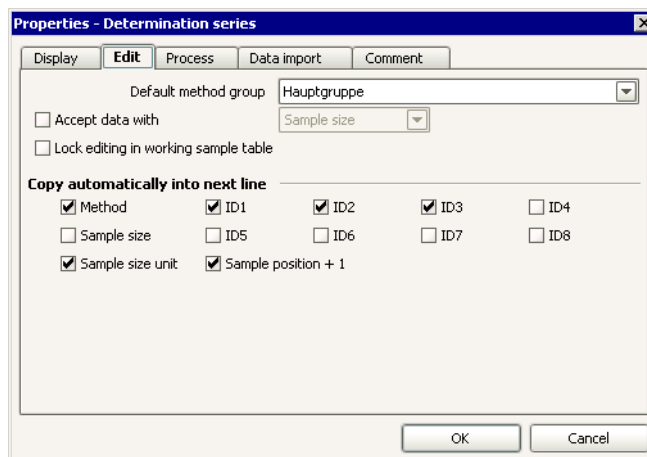 Properties - Determination series
Display Edit Process Data import Comment
Default method group Hauptgruppe
Accept data with Sample size
Lock editing in working sample table
Copy automatically into next line
Method ID1 ID2 ID3 ID4
Sample size ID5 ID6 ID7 ID8
Sample size unit Sample position + 1
OK Cancel